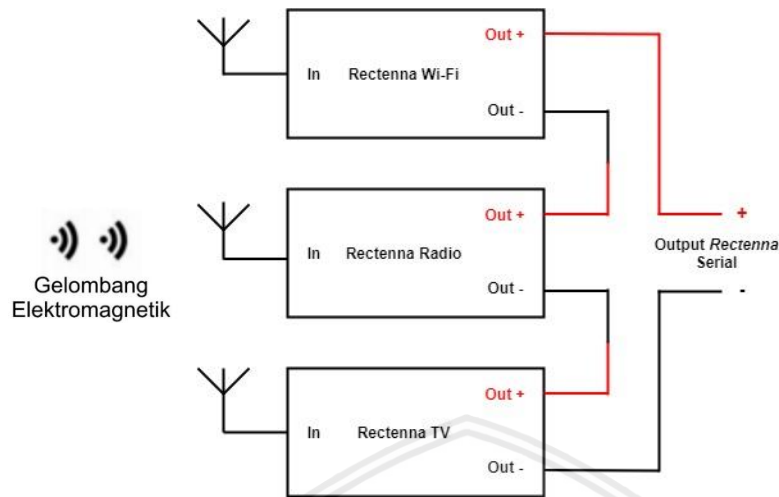 Out +
In Rectenna Wi-Fi
Out -
Gelombang
Elektromagnetik
Out +
In Rectenna Radio
Out -
+
Output Rectenna
Serial
-
Out +
In Rectenna TV
Out -